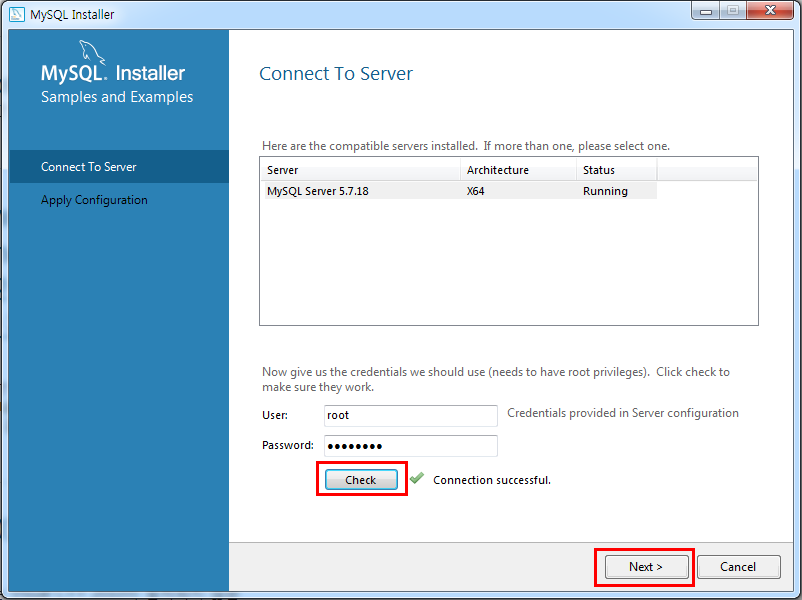 MySQL Installer
MySQL. Installer
Samples and Examples
Connect To Server
Apply Configuration
Connect To Server
Here are the compatible servers installed. If more than one, please select one.
Server Architecture Status
MySQL Server 5.7.18 X64 Running
Now give us the credentials we should use (needs to have root privileges). Click check to
make sure they work.
User: root Credentials provided in Server configuration
Password: ●●●●●●●●
Check Connection successful.
Next > Cancel